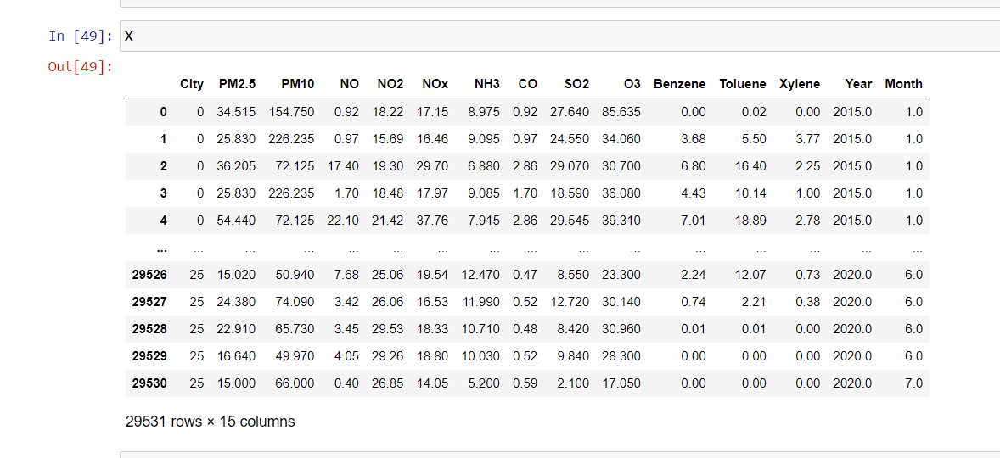 In [49]: X
Out[49]:
City PM2.5 PM10 NO NO2 NOx NH3 CO SO2 O3 Benzene Toluene Xylene Year Month
0 0 34.515 154.750 0.92 18.22 17.15 8.975 0.92 27.640 85.635 0.00 0.02 0.00 2015.0 1.0
1 0 25.830 226.235 0.97 15.69 16.46 9.095 0.97 24.550 34.060 3.68 5.50 3.77 2015.0 1.0
2 0 36.205 72.125 17.40 19.30 29.70 6.880 2.86 29.070 30.700 6.80 16.40 2.25 2015.0 1.0
3 0 25.830 226.235 1.70 18.48 17.97 9.085 1.70 18.590 36.080 4.43 10.14 1.00 2015.0 1.0
4 0 54.440 72.125 22.10 21.42 37.76 7.915 2.86 29.545 39.310 7.01 18.89 2.78 2015.0 1.0
... ... ... ... ... ... ... ... ... ... ... ... ... ... ... ...
29526 25 15.020 50.940 7.68 25.06 19.54 12.470 0.47 8.550 23.300 2.24 12.07 0.73 2020.0 6.0
29527 25 24.380 74.090 3.42 26.06 16.53 11.990 0.52 12.720 30.140 0.74 2.21 0.38 2020.0 6.0
29528 25 22.910 65.730 3.45 29.53 18.33 10.710 0.48 8.420 30.960 0.01 0.01 0.00 2020.0 6.0
29529 25 16.640 49.970 4.05 29.26 18.80 10.030 0.52 9.840 28.300 0.00 0.00 0.00 2020.0 6.0
29530 25 15.000 66.000 0.40 26.85 14.05 5.200 0.59 2.100 17.050 0.00 0.00 0.00 2020.0 7.0
29531 rows × 15 columns